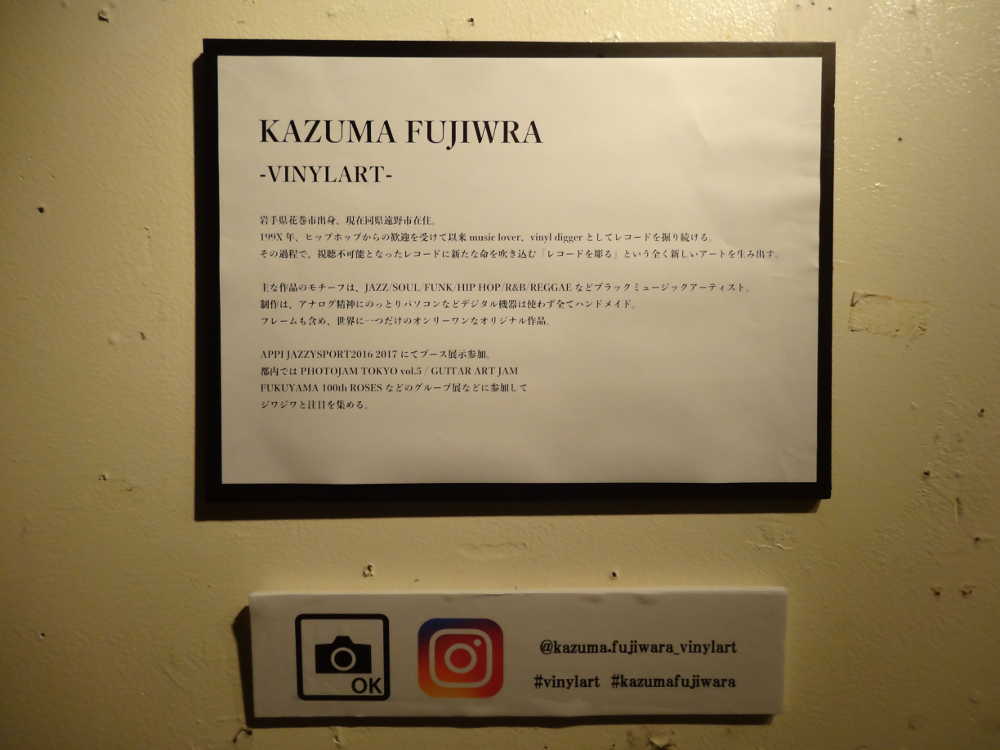 KAZUMA FUJIWRA
-VINYLART-
岩手県花巻市出身、現在同県遠野市在住。
199X 年、ヒップホップからの歓迎を受けて以来 music lover、vinyl digger としてレコードを掘り続ける。
その過程で、視聴不可能となったレコードに新たな命を吹き込む「レコードを彫る」という全く新しいアートを生み出す。
主な作品のモチーフは、JAZZ/SOUL/FUNK/HIP HOP/R&B/REGGAE などブラックミュージックアーティスト。
制作は、アナログ精神にのっとりパソコンなどデジタル機器は使わず全てハンドメイド。
フレームも含め、世界に一つだけのオンリーワンなオリジナル作品。
APPI JAZZYSPORT2016 2017 にてブース展示参加。
都内では PHOTOJAM TOKYO vol.5 / GUITAR ART JAM
FUKUYAMA 100th ROSES などのグループ展などに参加して
ジワジワと注目を集める。
OK
@kazuma.fujiwara_vinylart
#vinylart #kazumafujiwara